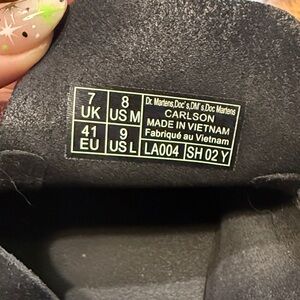 7 UK 8 US M
41 EU 9 US L
Dr. Martens,Doc's,DM's,Doc Martens
CARLSON
MADE IN VIETNAM
Fabriqué au Vietnam
LA004 SH 02 Y